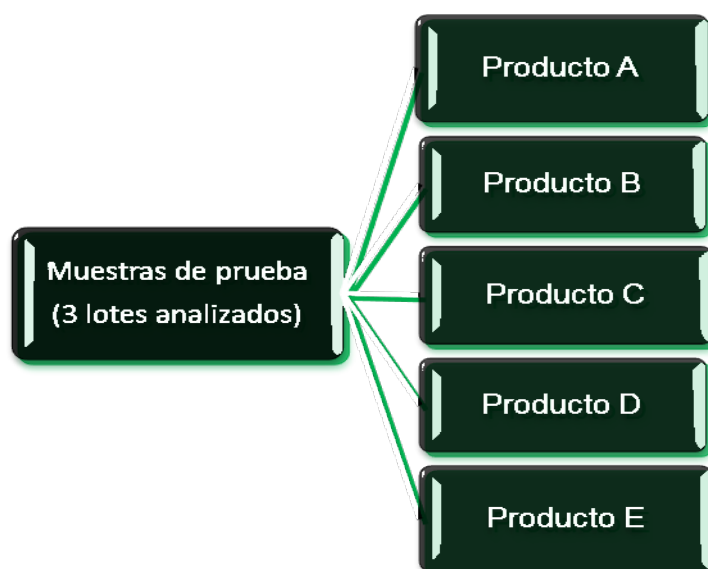 Muestras de prueba
(3 lotes analizados)
Producto A
Producto B
Producto C
Producto D
Producto E